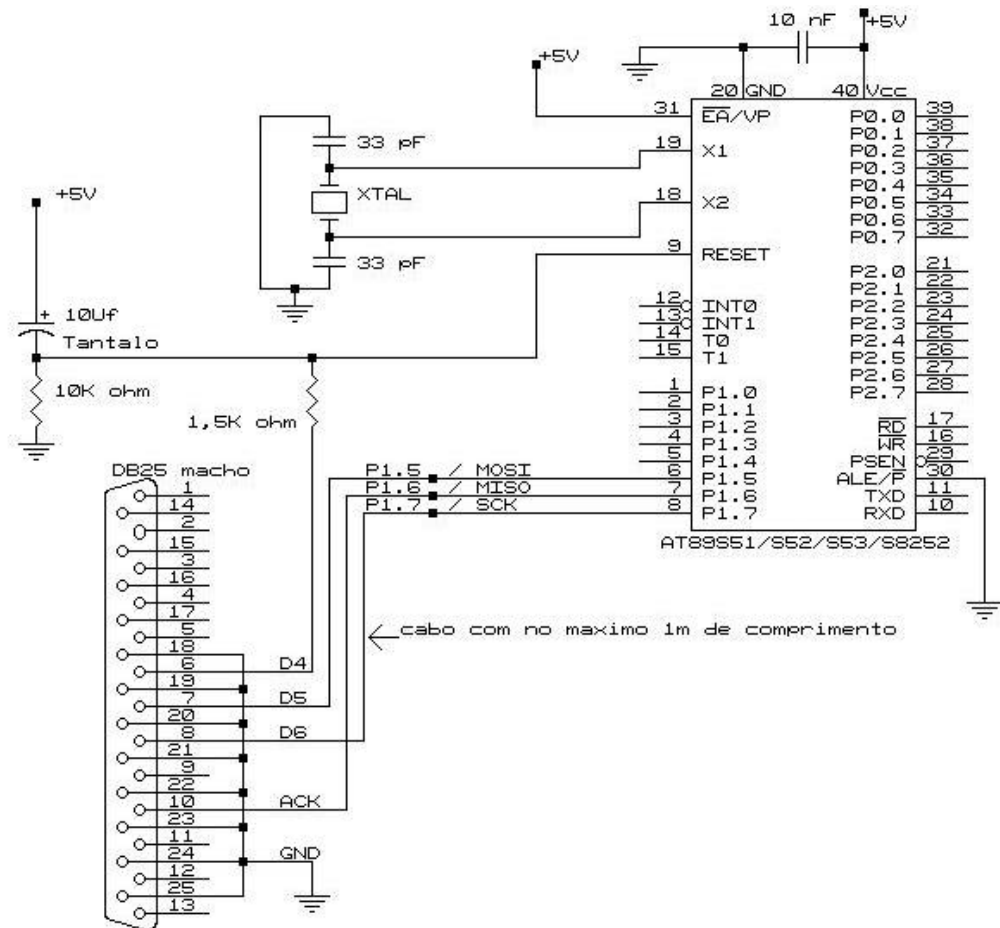 10 nF
+5V
+5V
20 GND
40 Vcc
31 EA/VP
19 X1
18 X2
9 RESET
12 INT0
13 INT1
14 T0
15 T1
1 P1.0
2 P1.1
3 P1.2
4 P1.3
5 P1.4
6 P1.5
7 P1.6
8 P1.7
P0.0 39
P0.1 38
P0.2 37
P0.3 36
P0.4 35
P0.5 34
P0.6 33
P0.7 32
P2.0 21
P2.1 22
P2.2 23
P2.3 24
P2.4 25
P2.5 26
P2.6 27
P2.7 28
RD 17
WR 16
PSEN 29
ALE/P 30
TXD 11
RXD 10
AT89S51/S52/S53/S8252
33 pF
XTAL
33 pF
+5V
+ 10Uf
Tantalo
10K ohm
1,5K ohm
P1.5 / MOSI
P1.6 / MISO
P1.7 / SCK
cabo com no maximo 1m de comprimento
DB25 macho
1
14
2
15
3
16
4
17
5
18
6 D4
19
7 D5
20
8 D6
21
9
22
10 ACK
23
11
24 GND
12
25
13